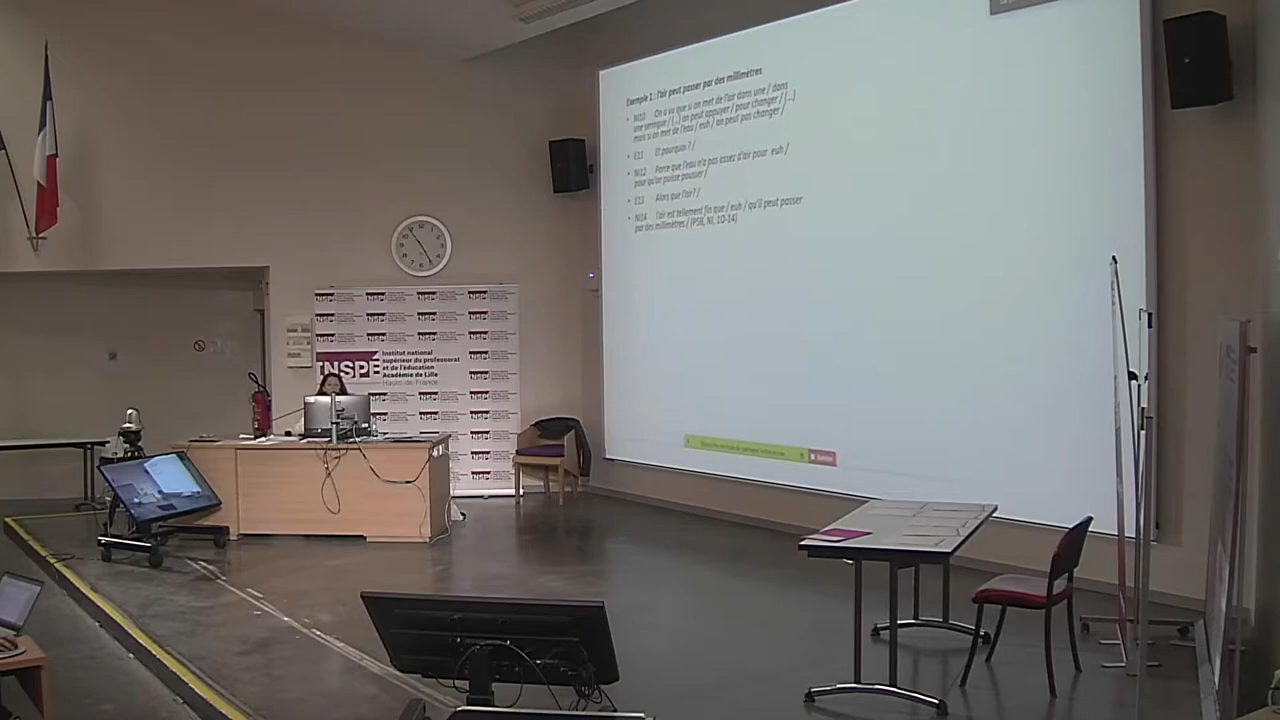 Exemple 1 : l'air peut passer par des millimètres
• NI10 On a vu que si on met de l'air dans une / dans
une seringue / (...) on peut appuyer / pour changer / (...)
mais si on met de l'eau / euh / on peut pas changer /
• E11 Et pourquoi ? /
• NI12 Parce que l'eau n'a pas assez d'air pour euh /
pour qu'on puisse pousser /
• E13 Alors que l'air? /
• NI14 l'air est tellement fin que / euh / qu'il peut passer
par des millimètres / (PSB, NI, 10-14)
INSPÉ
Institut national
supérieur du professorat
et de l'éducation
Académie de Lille
Hauts-de-France